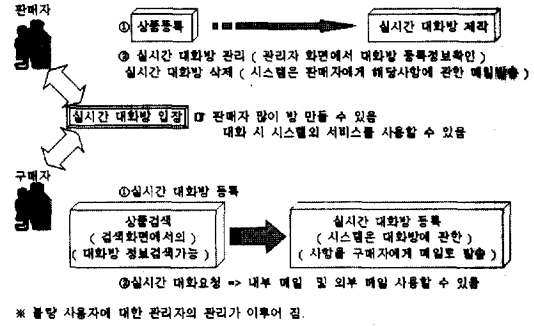 판매자
① 상품등록
실시간 대화방 제작
② 실시간 대화방 관리 ( 관리자 화면에서 대화방 등록정보확인 )
실시간 대화방 삭제 ( 시스템은 판매자에게 해당사항에 관한 메일발송 )
실시간 대화방 입장
☞ 판매자 많이 방 만들 수 있음
대화 시 시스템의 서비스를 사용할 수 있음
구매자
①실시간 대화방 등록
상품검색
( 검색화면에서의 )
( 대화방 정보검색가능 )
실시간 대화방 등록
( 시스템은 대화방에 관한 )
( 사항을 구매자에게 메일로 발송 )
②실시간 대화요청 => 내부 메일 및 외부 메일 사용할 수 있음
※ 불량 사용자에 대한 관리자의 관리가 이루어 짐.